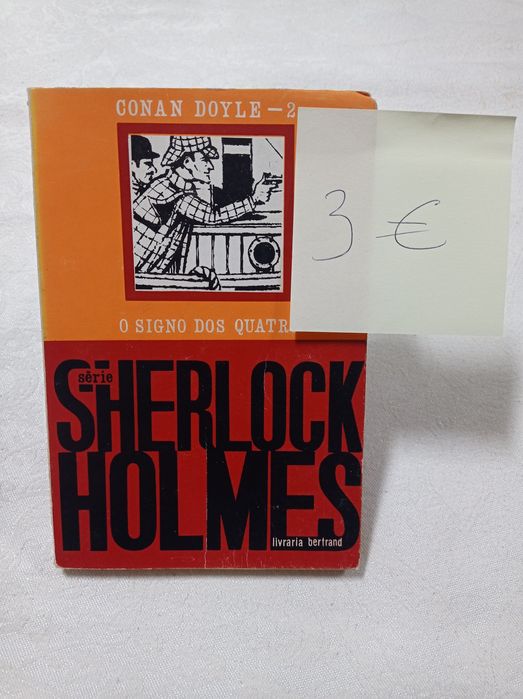 CONAN DOYLE — 2
3 €
O SIGNO DOS QUATR
série
SHERLOCK
HOLMES
livraria bertrand